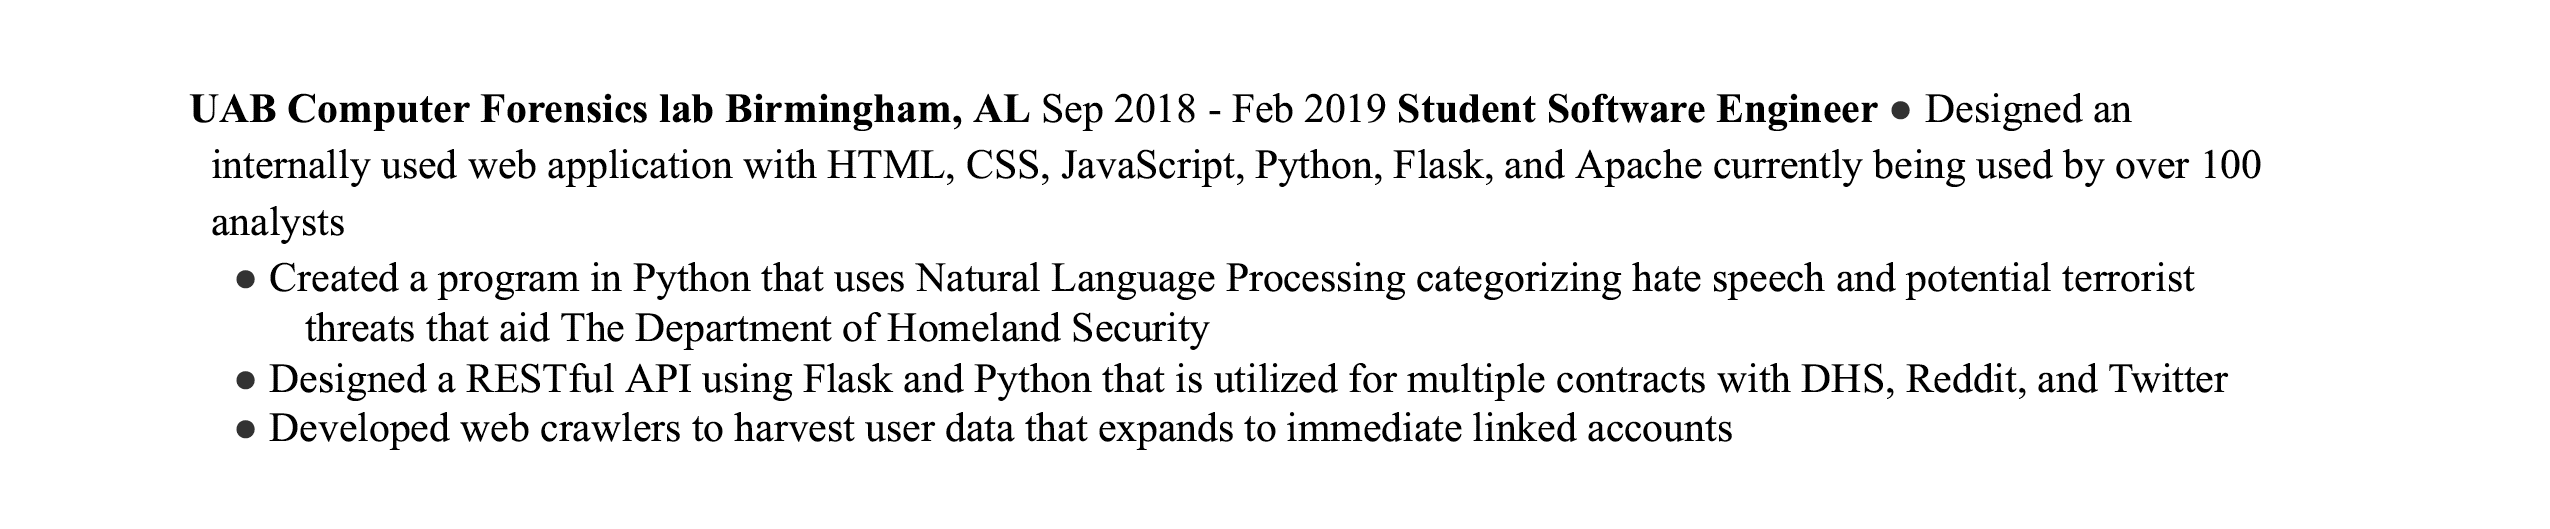 UAB Computer Forensics lab Birmingham, AL Sep 2018 - Feb 2019 Student Software Engineer ● Designed an
internally used web application with HTML, CSS, JavaScript, Python, Flask, and Apache currently being used by over 100
analysts
● Created a program in Python that uses Natural Language Processing categorizing hate speech and potential terrorist
threats that aid The Department of Homeland Security
● Designed a RESTful API using Flask and Python that is utilized for multiple contracts with DHS, Reddit, and Twitter
● Developed web crawlers to harvest user data that expands to immediate linked accounts